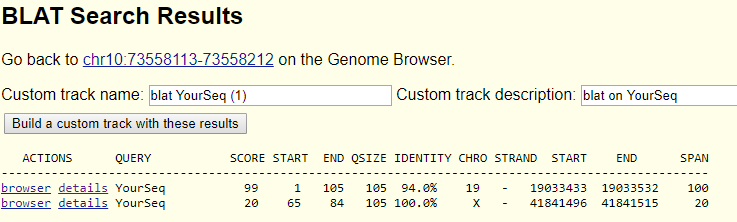 BLAT Search Results
Go back to chr10:73558113-73558212 on the Genome Browser.
Custom track name: blat YourSeq (1) Custom track description: blat on YourSeq
Build a custom track with these results
ACTIONS QUERY SCORE START END QSIZE IDENTITY CHRO STRAND START END SPAN
---------------------------------------------------------------------------------------------------
browser details YourSeq 99 1 105 105 94.0% 19 - 19033433 19033532 100
browser details YourSeq 20 65 84 105 100.0% X - 41841496 41841515 20